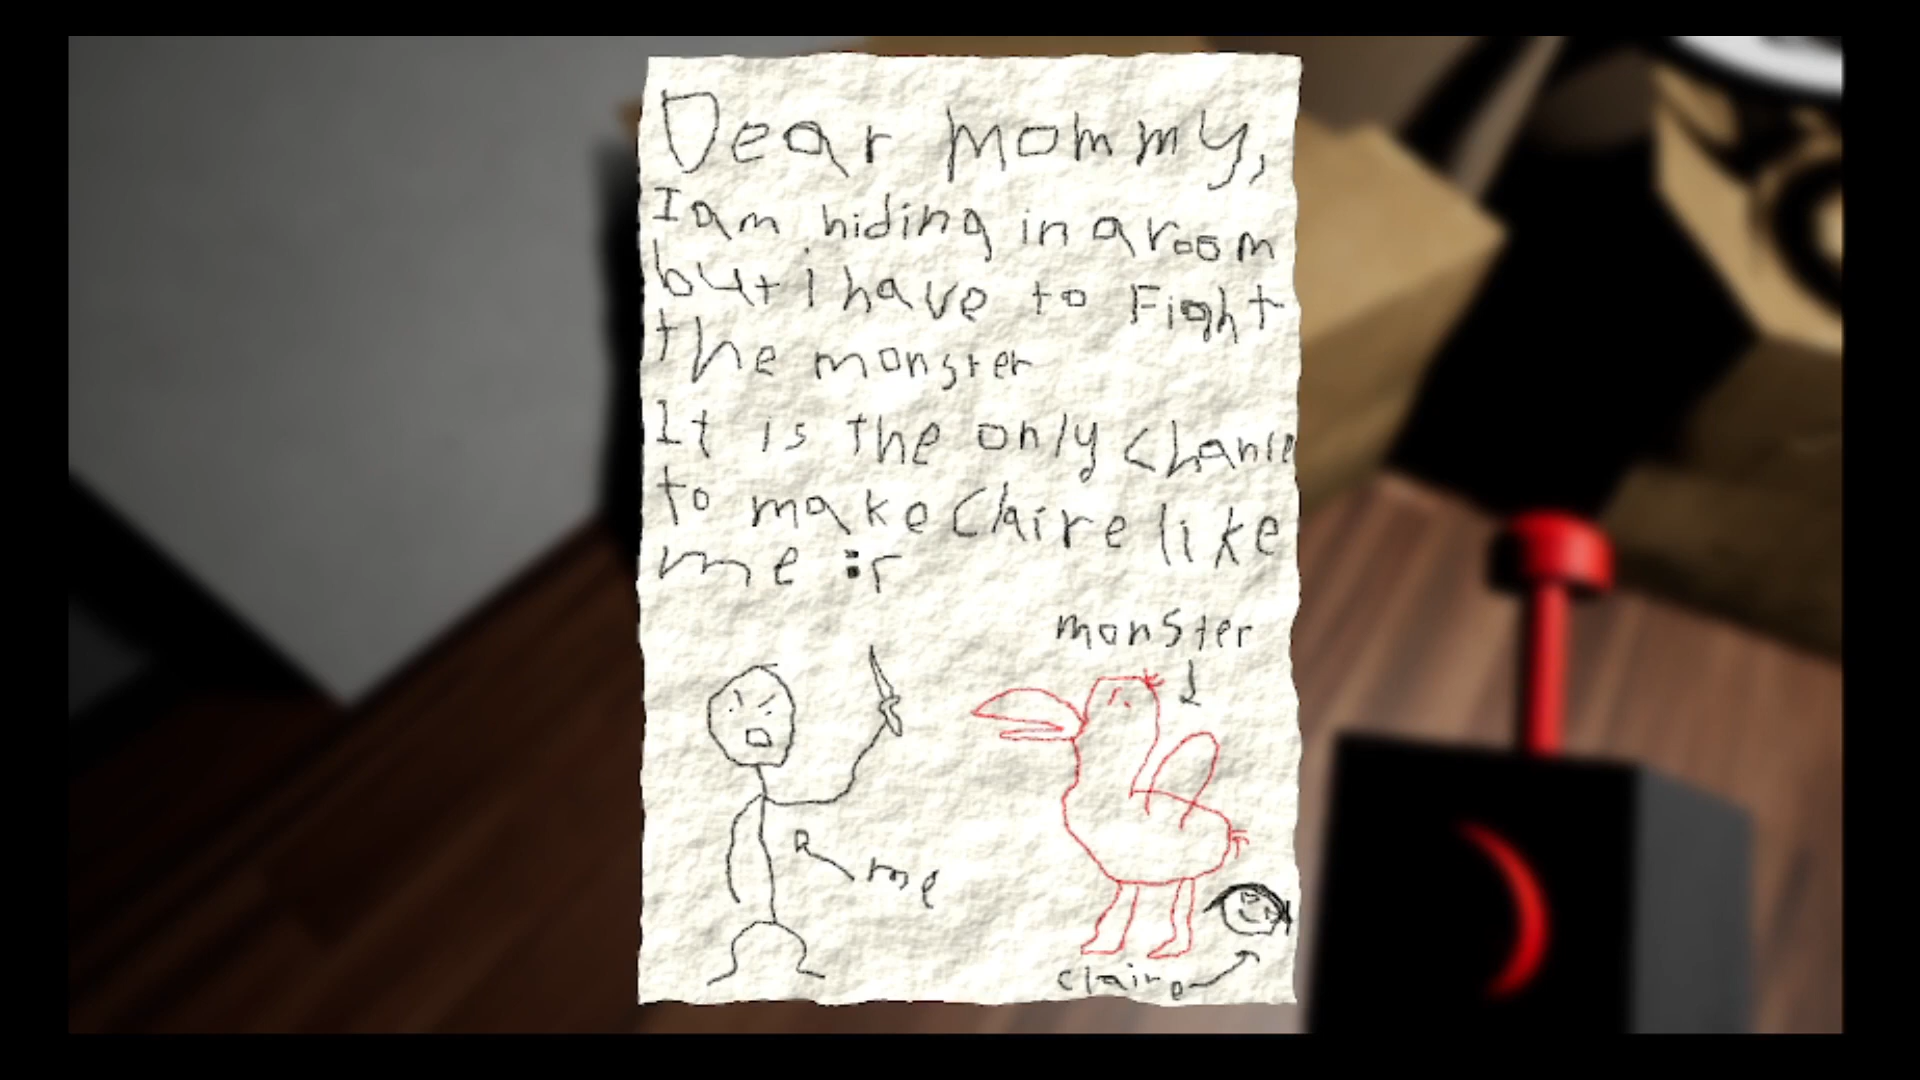 Dear mommy,
I am hiding in a room
but i have to Fight
the monster
It is the only chance
to make Claire like
me :r
monster
me
claire